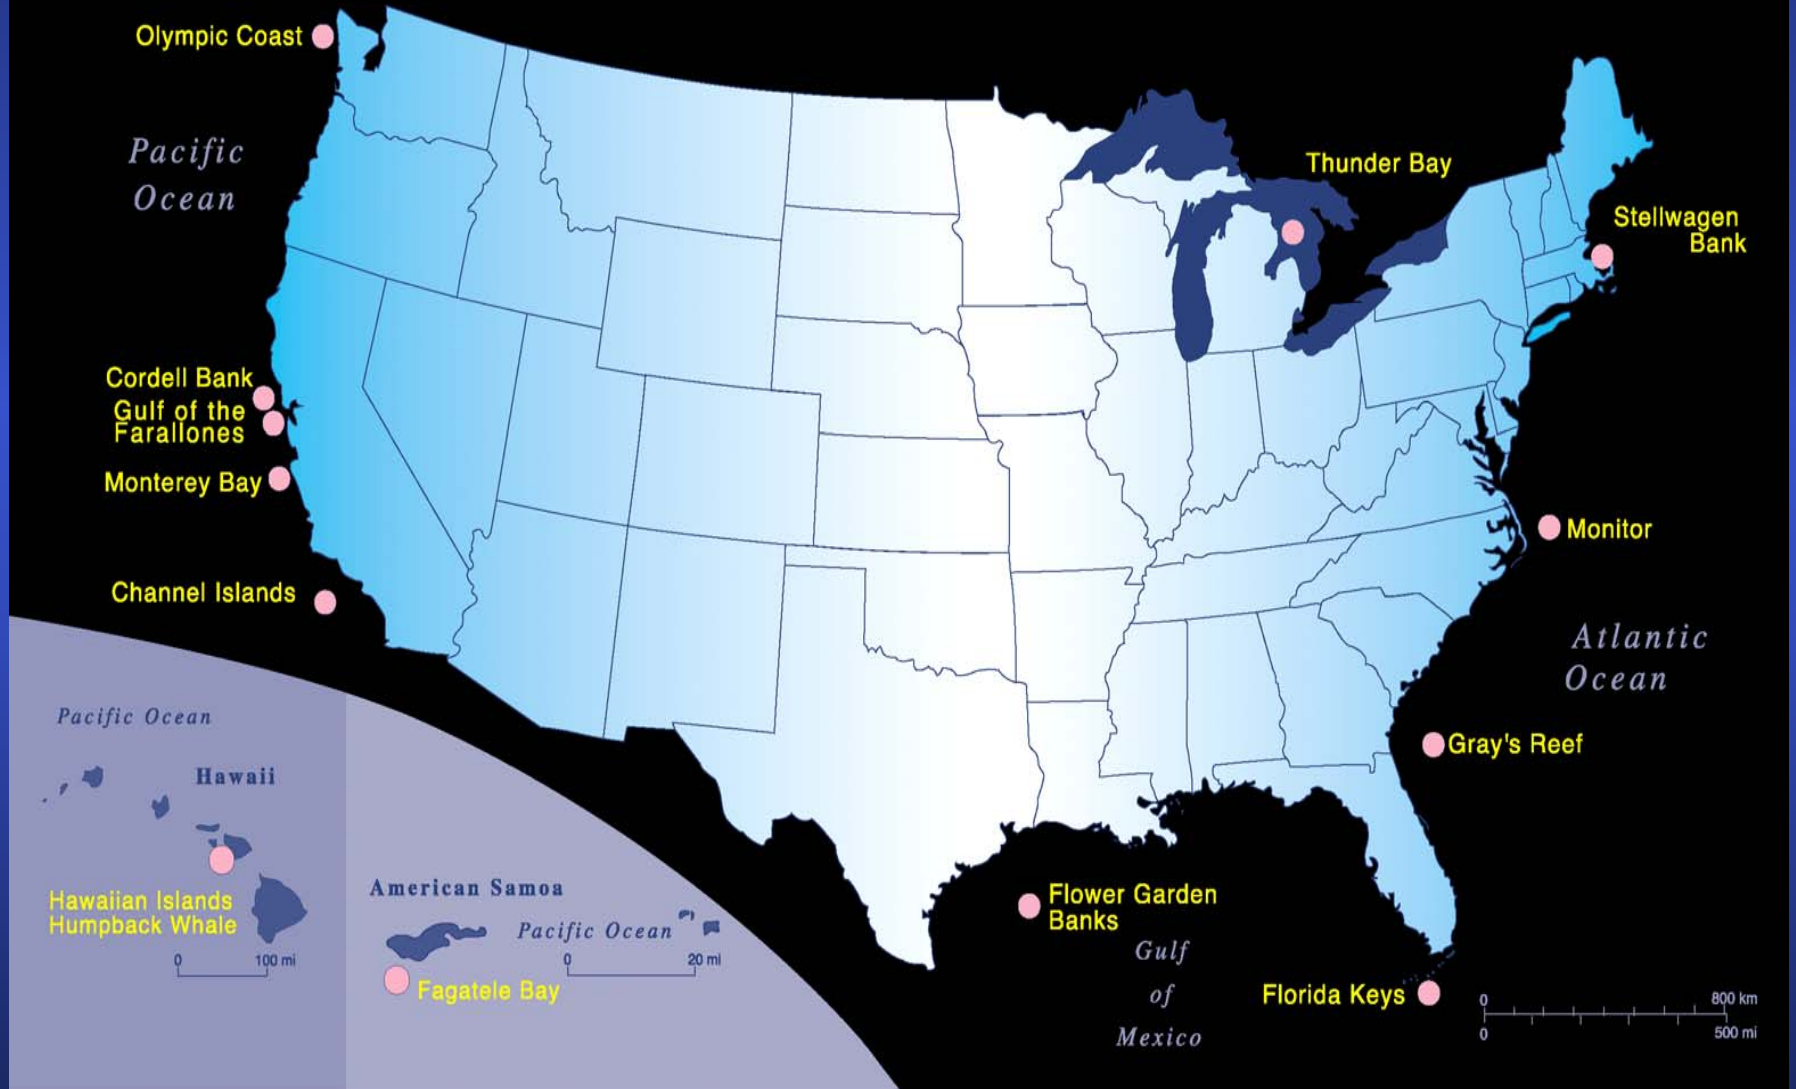 Olympic Coast
Pacific
Ocean
Thunder Bay
Stellwagen
Bank
Cordell Bank
Gulf of the
Farallones
Monterey Bay
Monitor
Channel Islands
Atlantic
Ocean
Gray's Reef
Pacific Ocean
Hawaii
Hawaiian Islands
Humpback Whale
0 100 mi
American Samoa
Pacific Ocean
0 20 mi
Fagatele Bay
Flower Garden
Banks
Gulf
of
Mexico
Florida Keys
0 800 km
0 500 mi